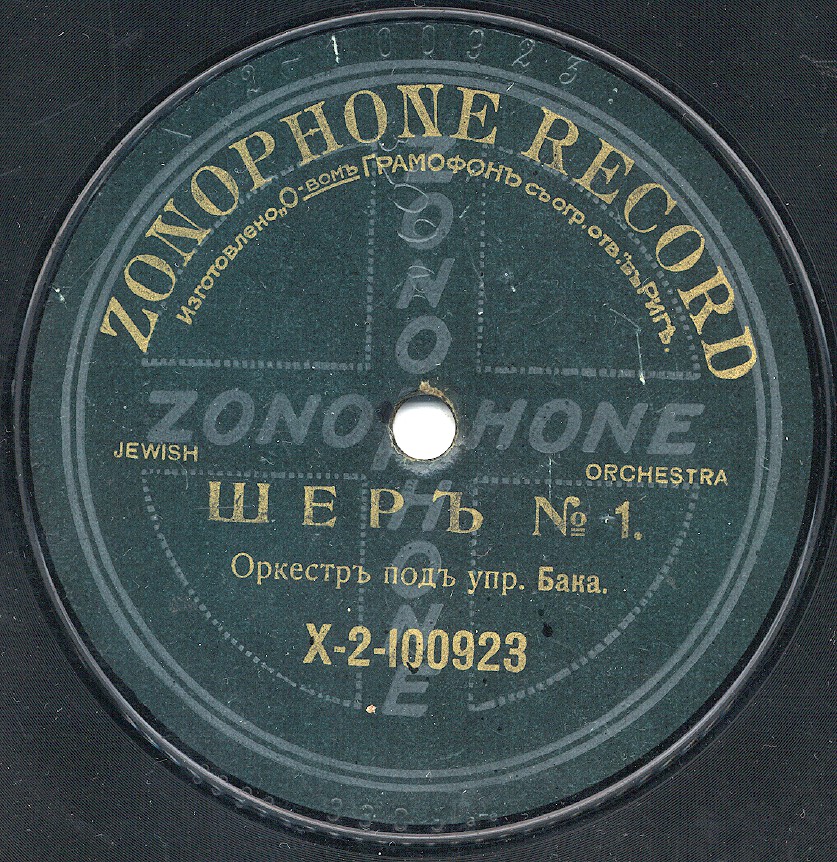 2-100923.
ZONOPHONE RECORD
Изготовлено „О-вомъ ГРАМОФОНЪ съ огр. отв." въ Ригѣ.
ZONOPHONE
ZONOPHONE
JEWISH ORCHESTRA
ШЕРЪ № 1.
Оркестръ подъ упр. Бака.
X-2-100923